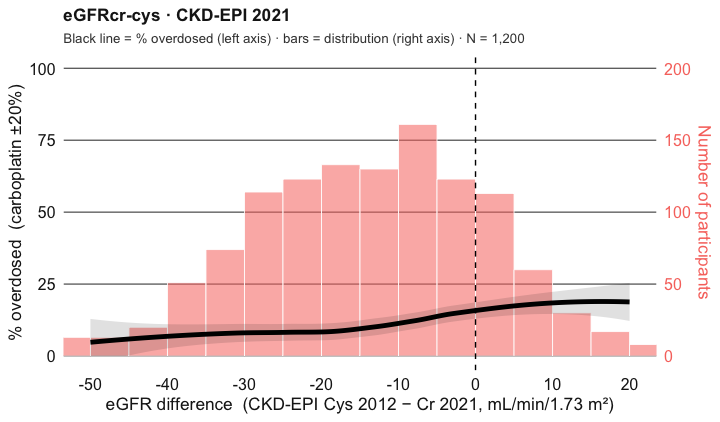 eGFRcr-cys · CKD-EPI 2021
Black line = % overdosed (left axis) · bars = distribution (right axis) · N = 1,200
% overdosed (carboplatin ±20%)
100
75
50
25
0
200
150
100
50
0
Number of participants
-50 -40 -30 -20 -10 0 10 20
eGFR difference (CKD-EPI Cys 2012 − Cr 2021, mL/min/1.73 m²)